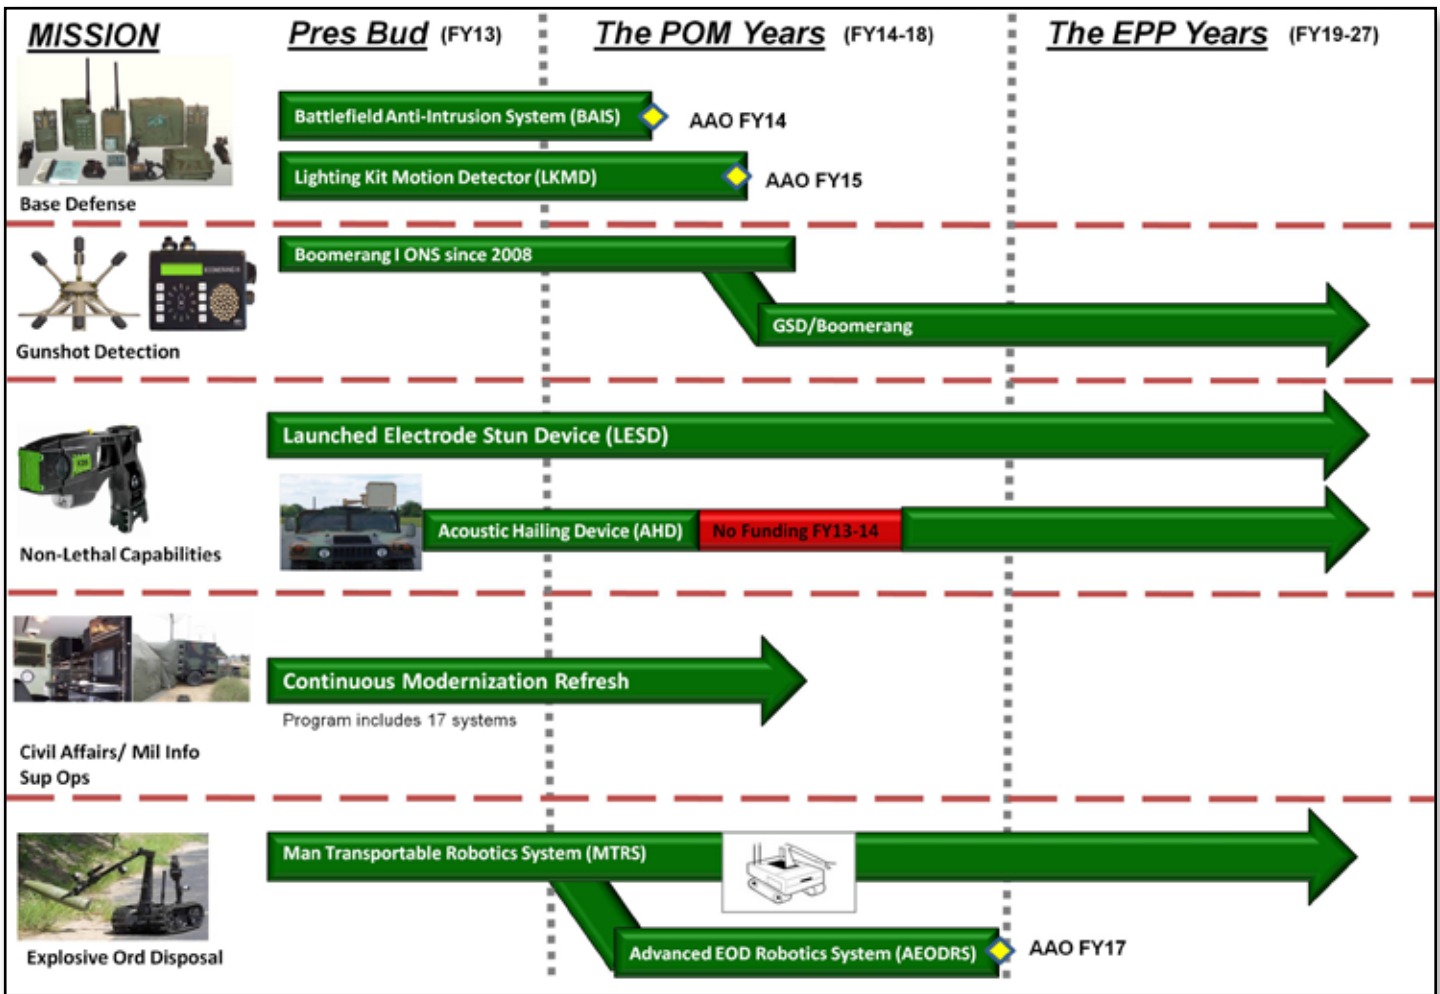 MISSION
Pres Bud (FY13)
The POM Years (FY14-18)
The EPP Years (FY19-27)
Battlefield Anti-Intrusion System (BAIS)
AAO FY14
Lighting Kit Motion Detector (LKMD)
AAO FY15
Base Defense
Boomerang I ONS since 2008
GSD/Boomerang
Gunshot Detection
Launched Electrode Stun Device (LESD)
Acoustic Hailing Device (AHD)
No Funding FY13-14
Non-Lethal Capabilities
Continuous Modernization Refresh
Program includes 17 systems
Civil Affairs/ Mil Info
Sup Ops
Man Transportable Robotics System (MTRS)
Advanced EOD Robotics System (AEODRS)
AAO FY17
Explosive Ord Disposal